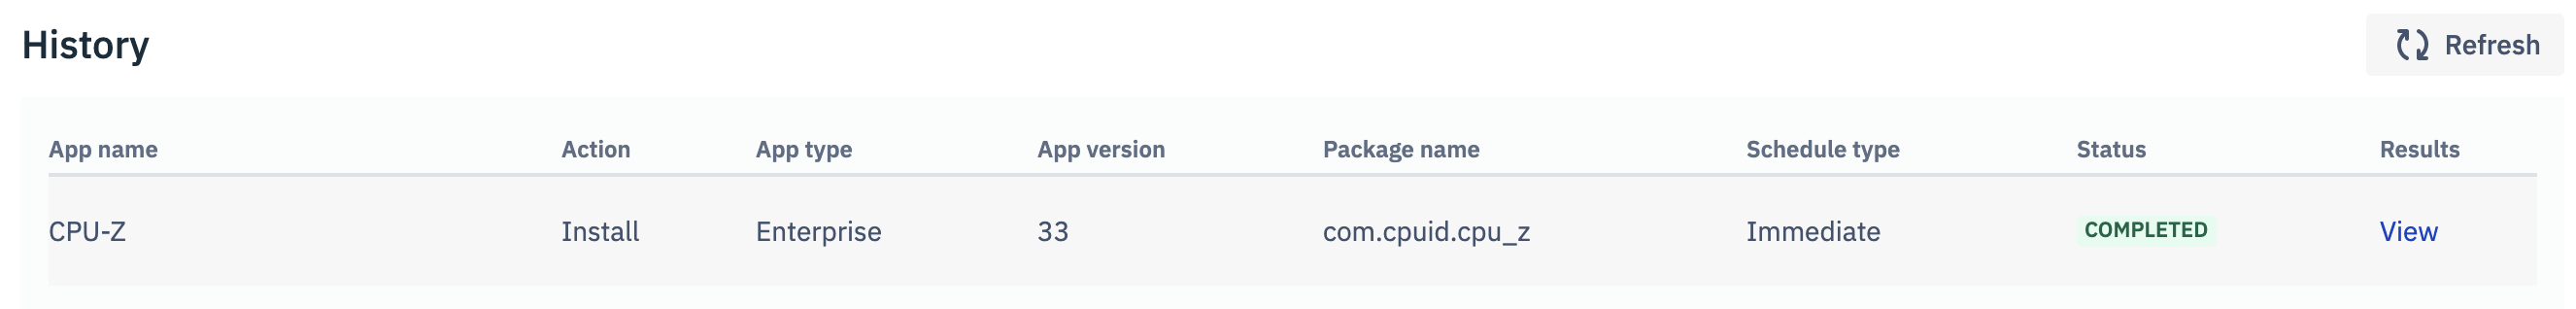 History
Refresh
App name Action App type App version Package name Schedule type Status Results
CPU-Z Install Enterprise 33 com.cpuid.cpu_z Immediate COMPLETED View